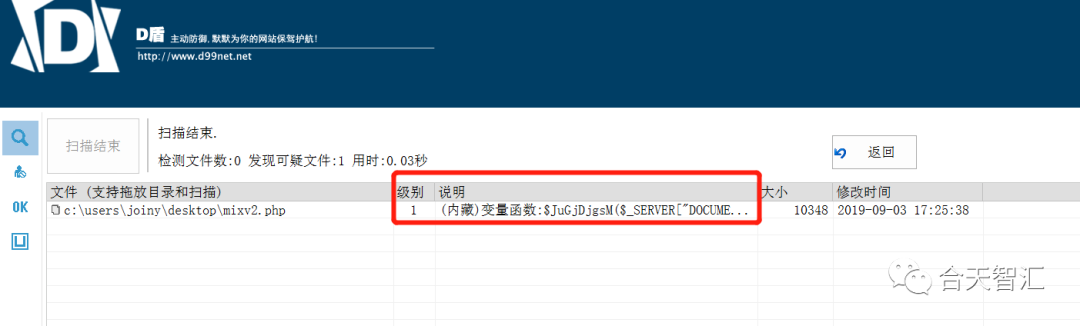 D
D盾 主动防御,默默为你的网站保驾护航!
http://www.d99net.net
扫描结束
扫描结束.
检测文件数:0 发现可疑文件:1 用时:0.03秒
返回
文件 (支持拖放目录和扫描) 级别 说明 大小 修改时间
c:\users\joiny\desktop\mixv2.php 1 (内藏)变量函数:$JuGjDjgsM($_SERVER["DOCUME... 10348 2019-09-03 17:25:38
OK
合天智汇